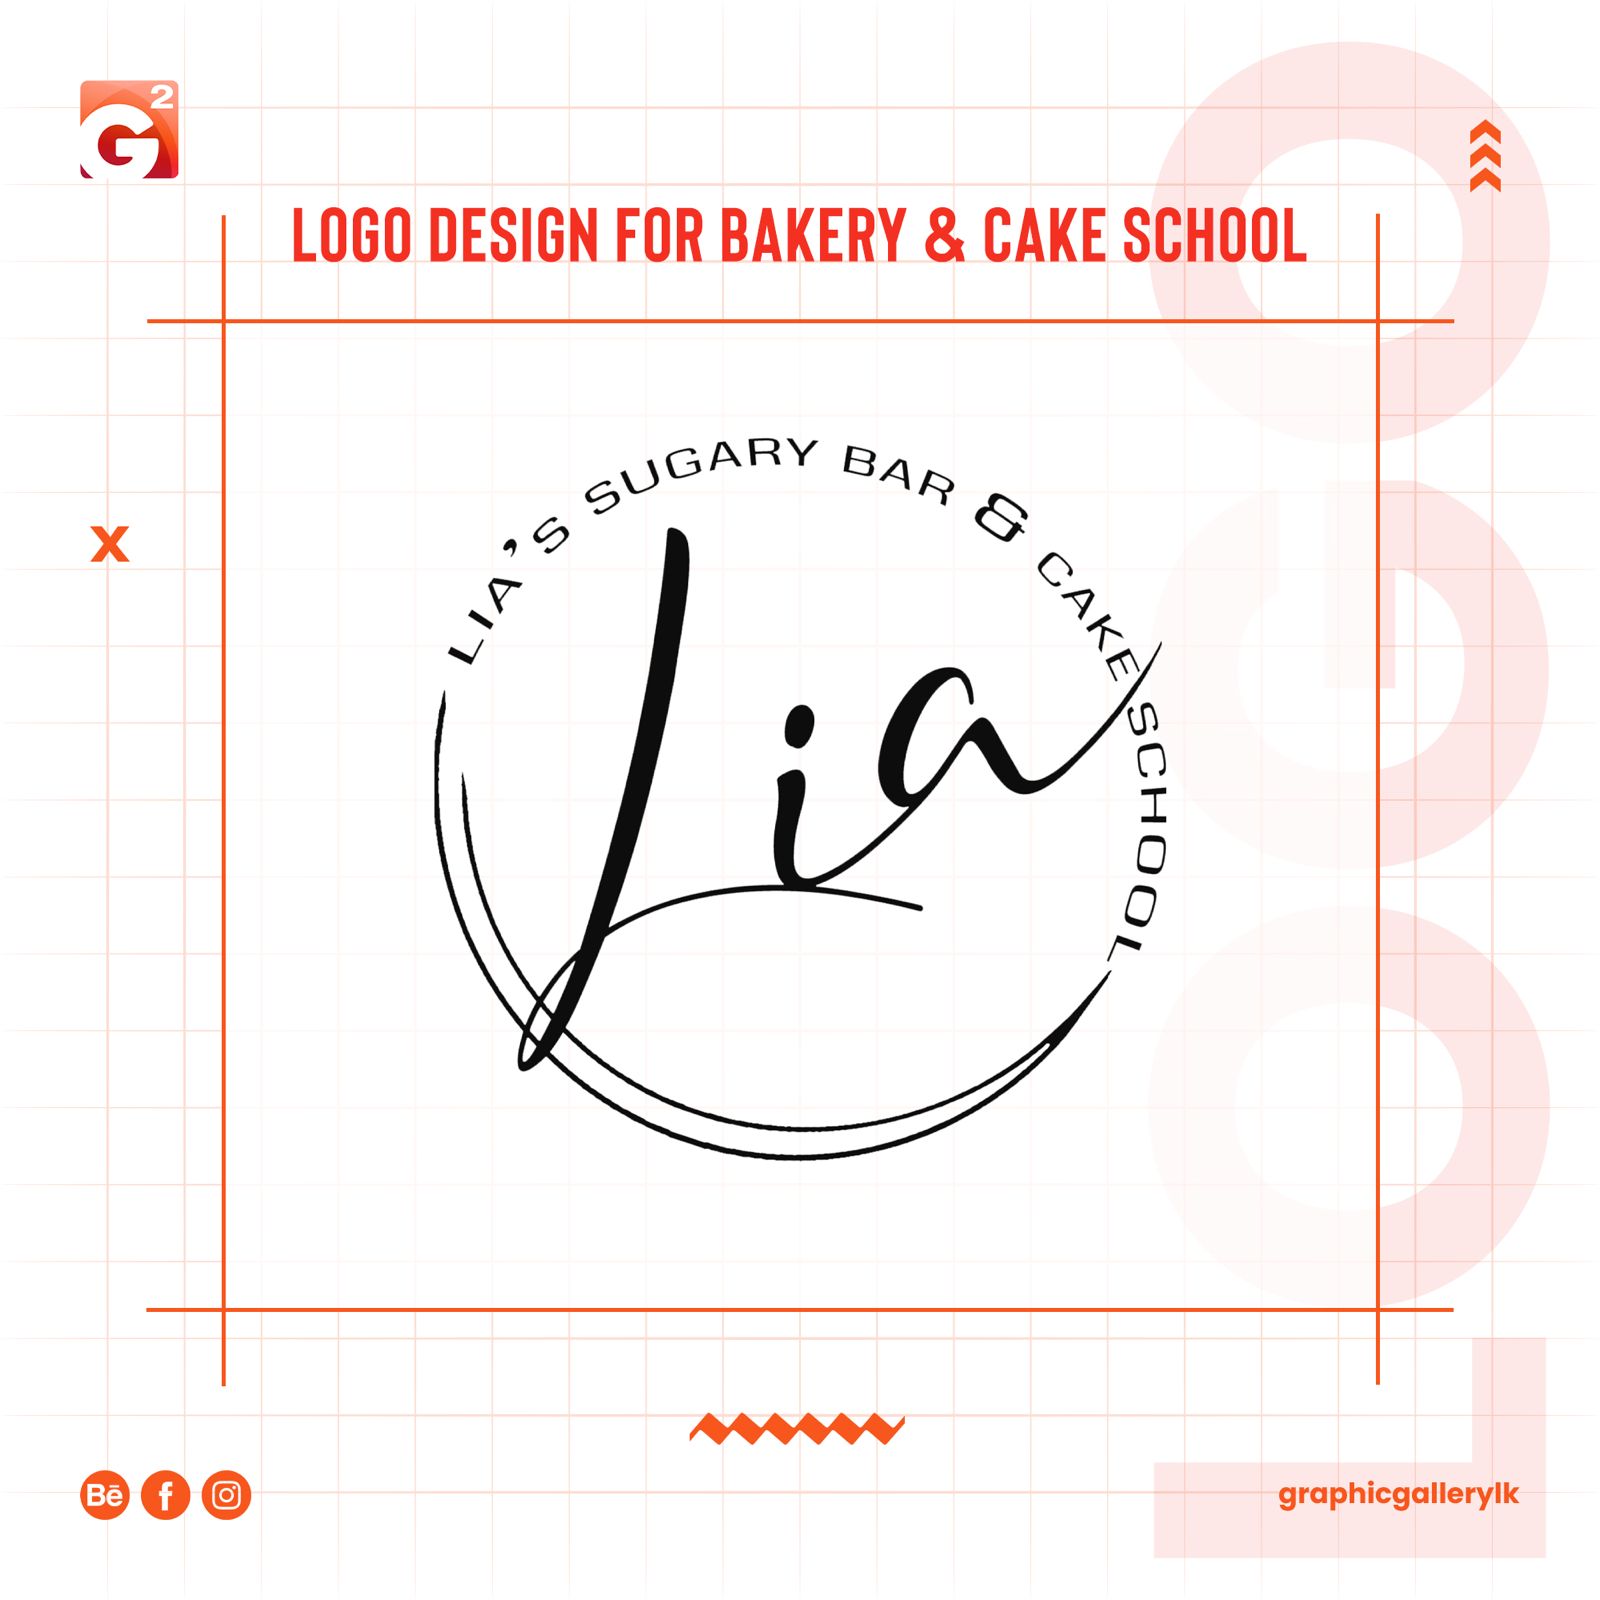 G2
LOGO DESIGN FOR BAKERY & CAKE SCHOOL
LIA's SUGARY BAR & CAKE SCHOOL
Lia
x
Bē f
graphicgallerylk
LOGO